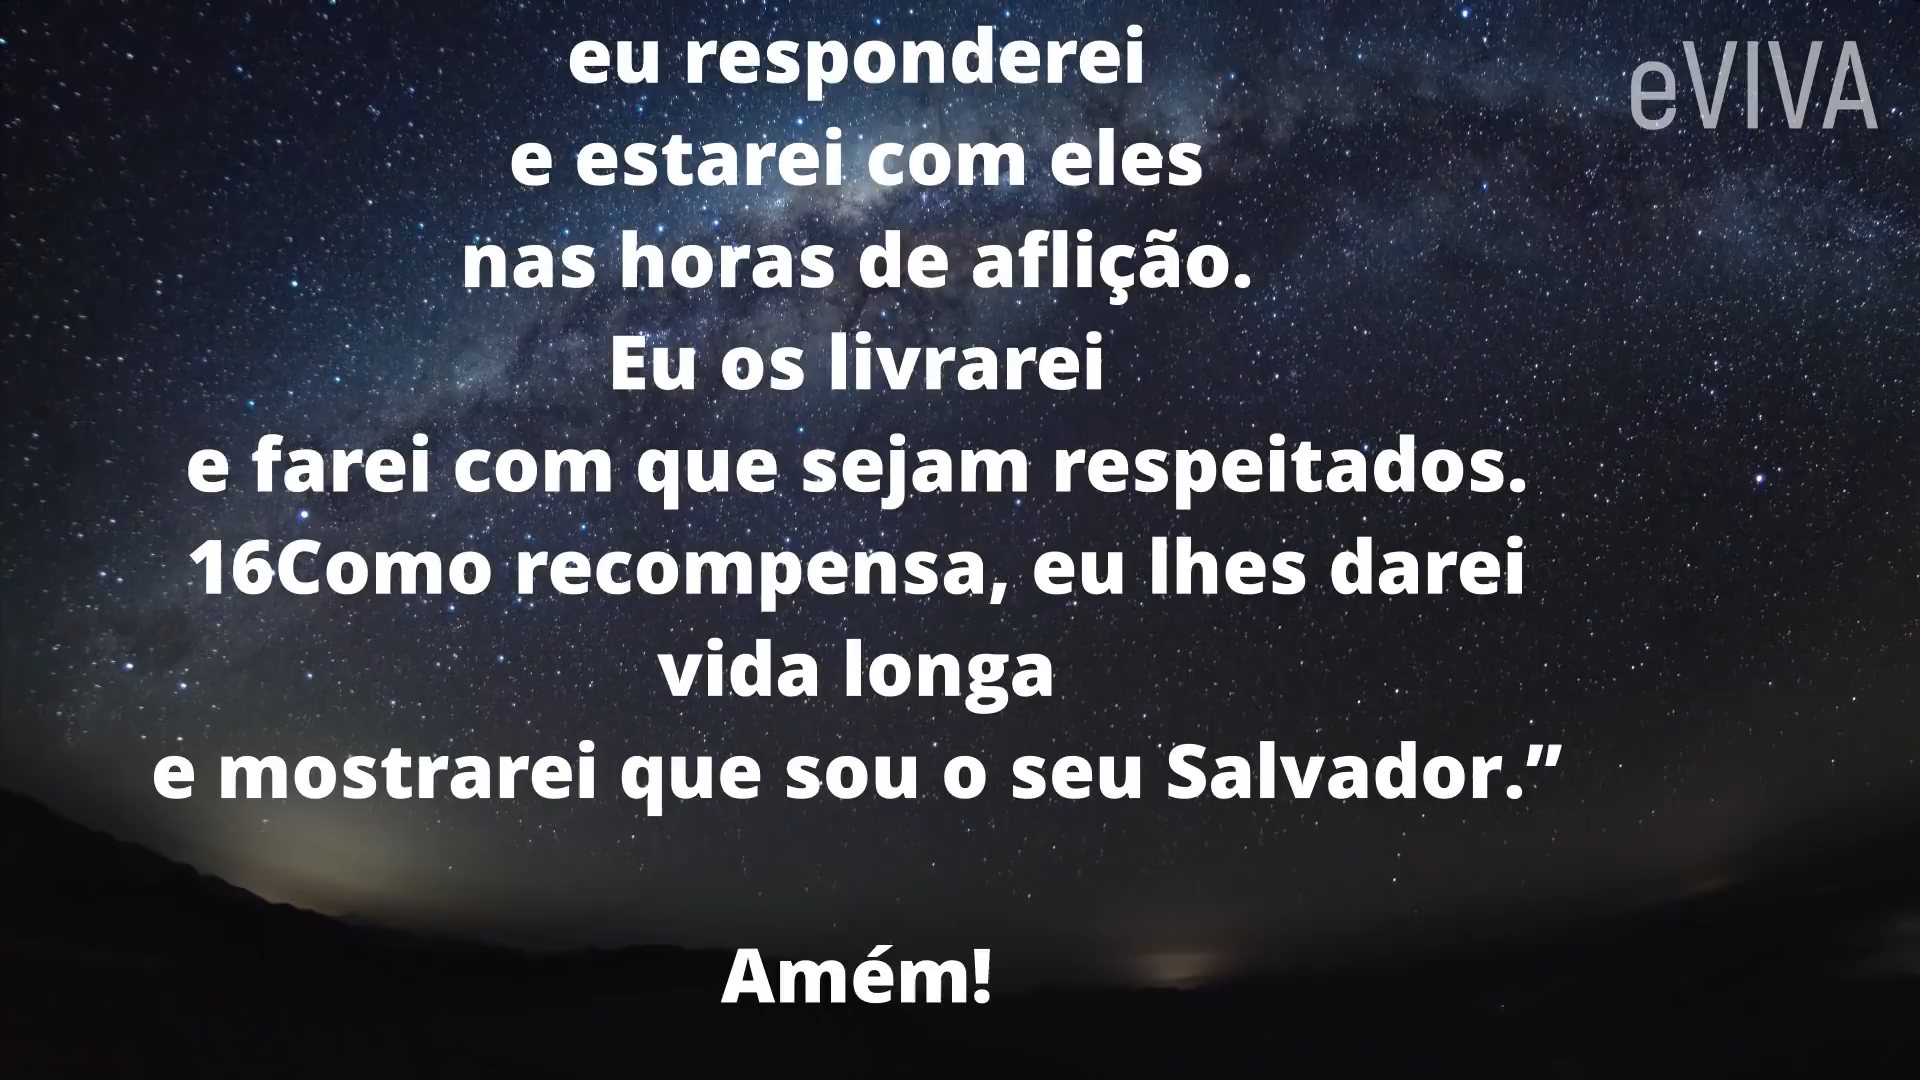 eu responderei
eVIVA
e estarei com eles
nas horas de aflição.
Eu os livrarei
e farei com que sejam respeitados.
16Como recompensa, eu lhes darei
vida longa
e mostrarei que sou o seu Salvador.”
Amém!